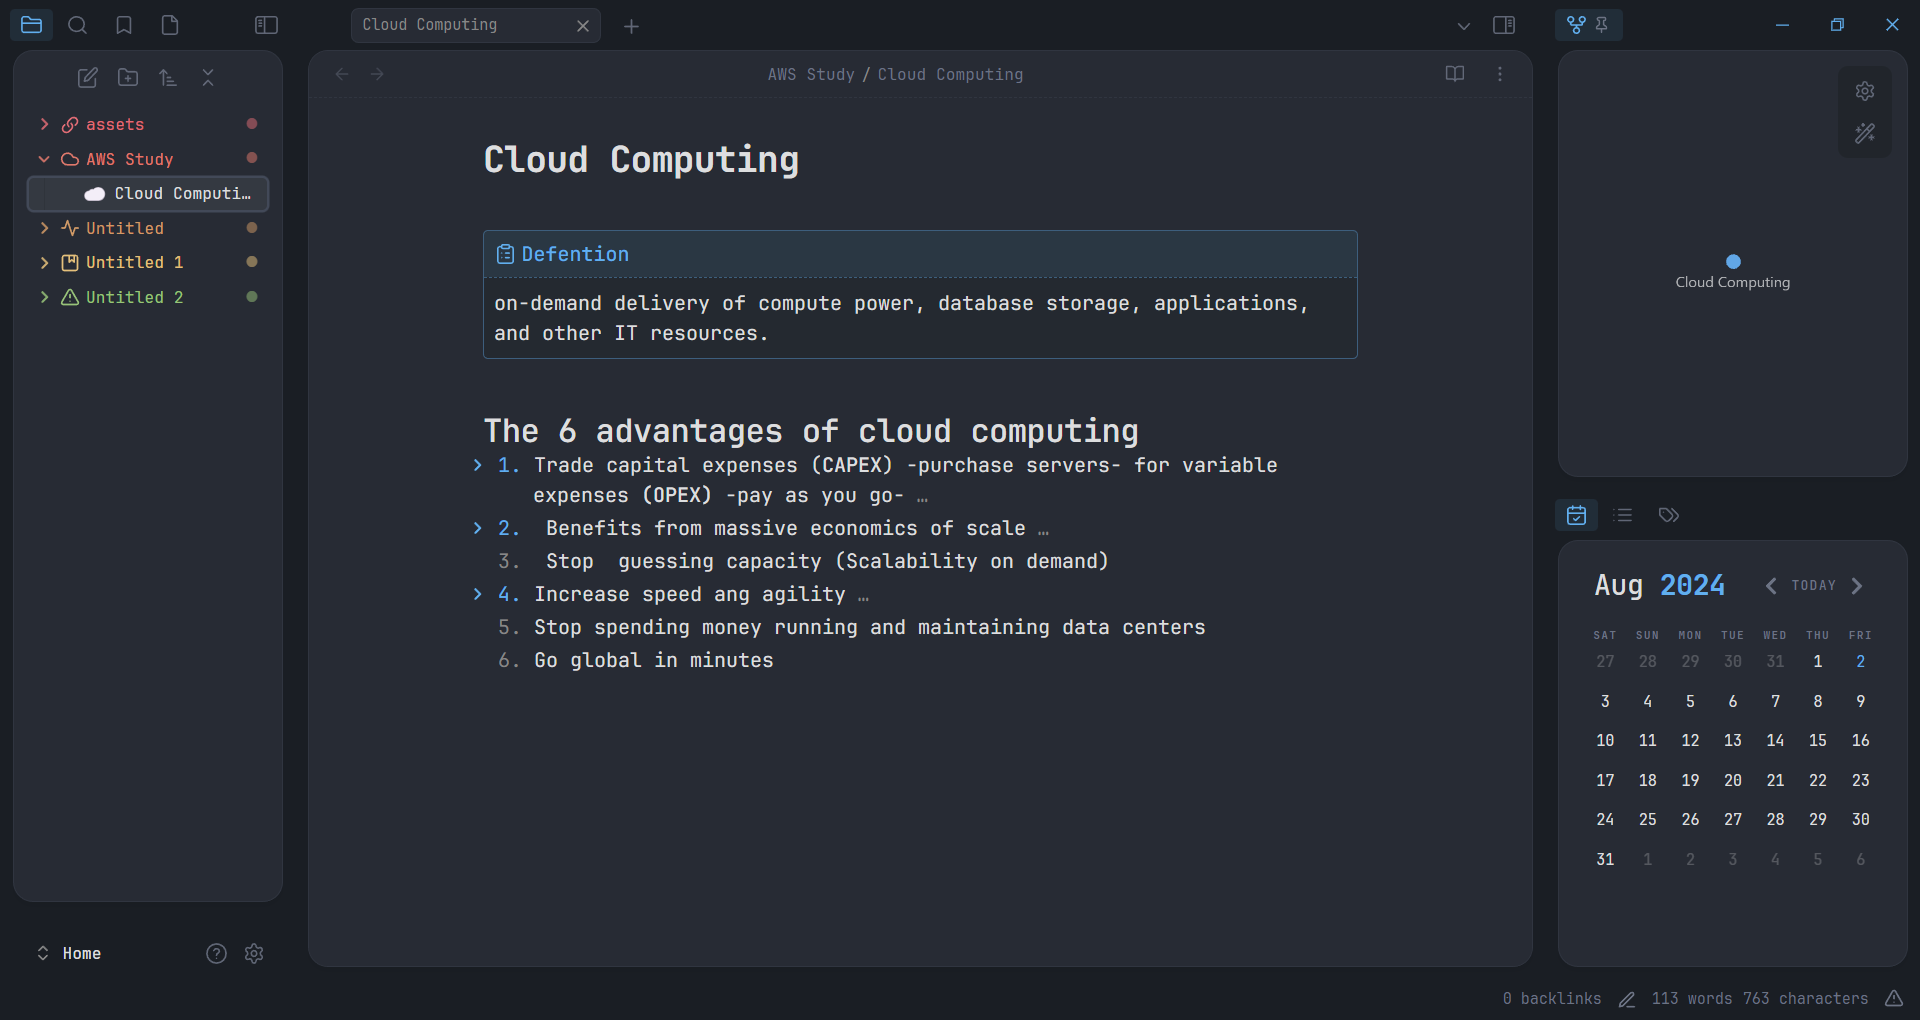 Cloud Computing
AWS Study / Cloud Computing
assets
AWS Study
Cloud Computi…
Untitled
Untitled 1
Untitled 2
Home
Cloud Computing
Defention
on-demand delivery of compute power, database storage, applications,
and other IT resources.
The 6 advantages of cloud computing
1. Trade capital expenses (CAPEX) -purchase servers- for variable
expenses (OPEX) -pay as you go- …
2. Benefits from massive economics of scale …
3. Stop guessing capacity (Scalability on demand)
4. Increase speed ang agility …
5. Stop spending money running and maintaining data centers
6. Go global in minutes
Cloud Computing
Aug 2024 TODAY
SAT SUN MON TUE WED THU FRI
27 28 29 30 31 1 2
3 4 5 6 7 8 9
10 11 12 13 14 15 16
17 18 19 20 21 22 23
24 25 26 27 28 29 30
31 1 2 3 4 5 6
0 backlinks 113 words 763 characters